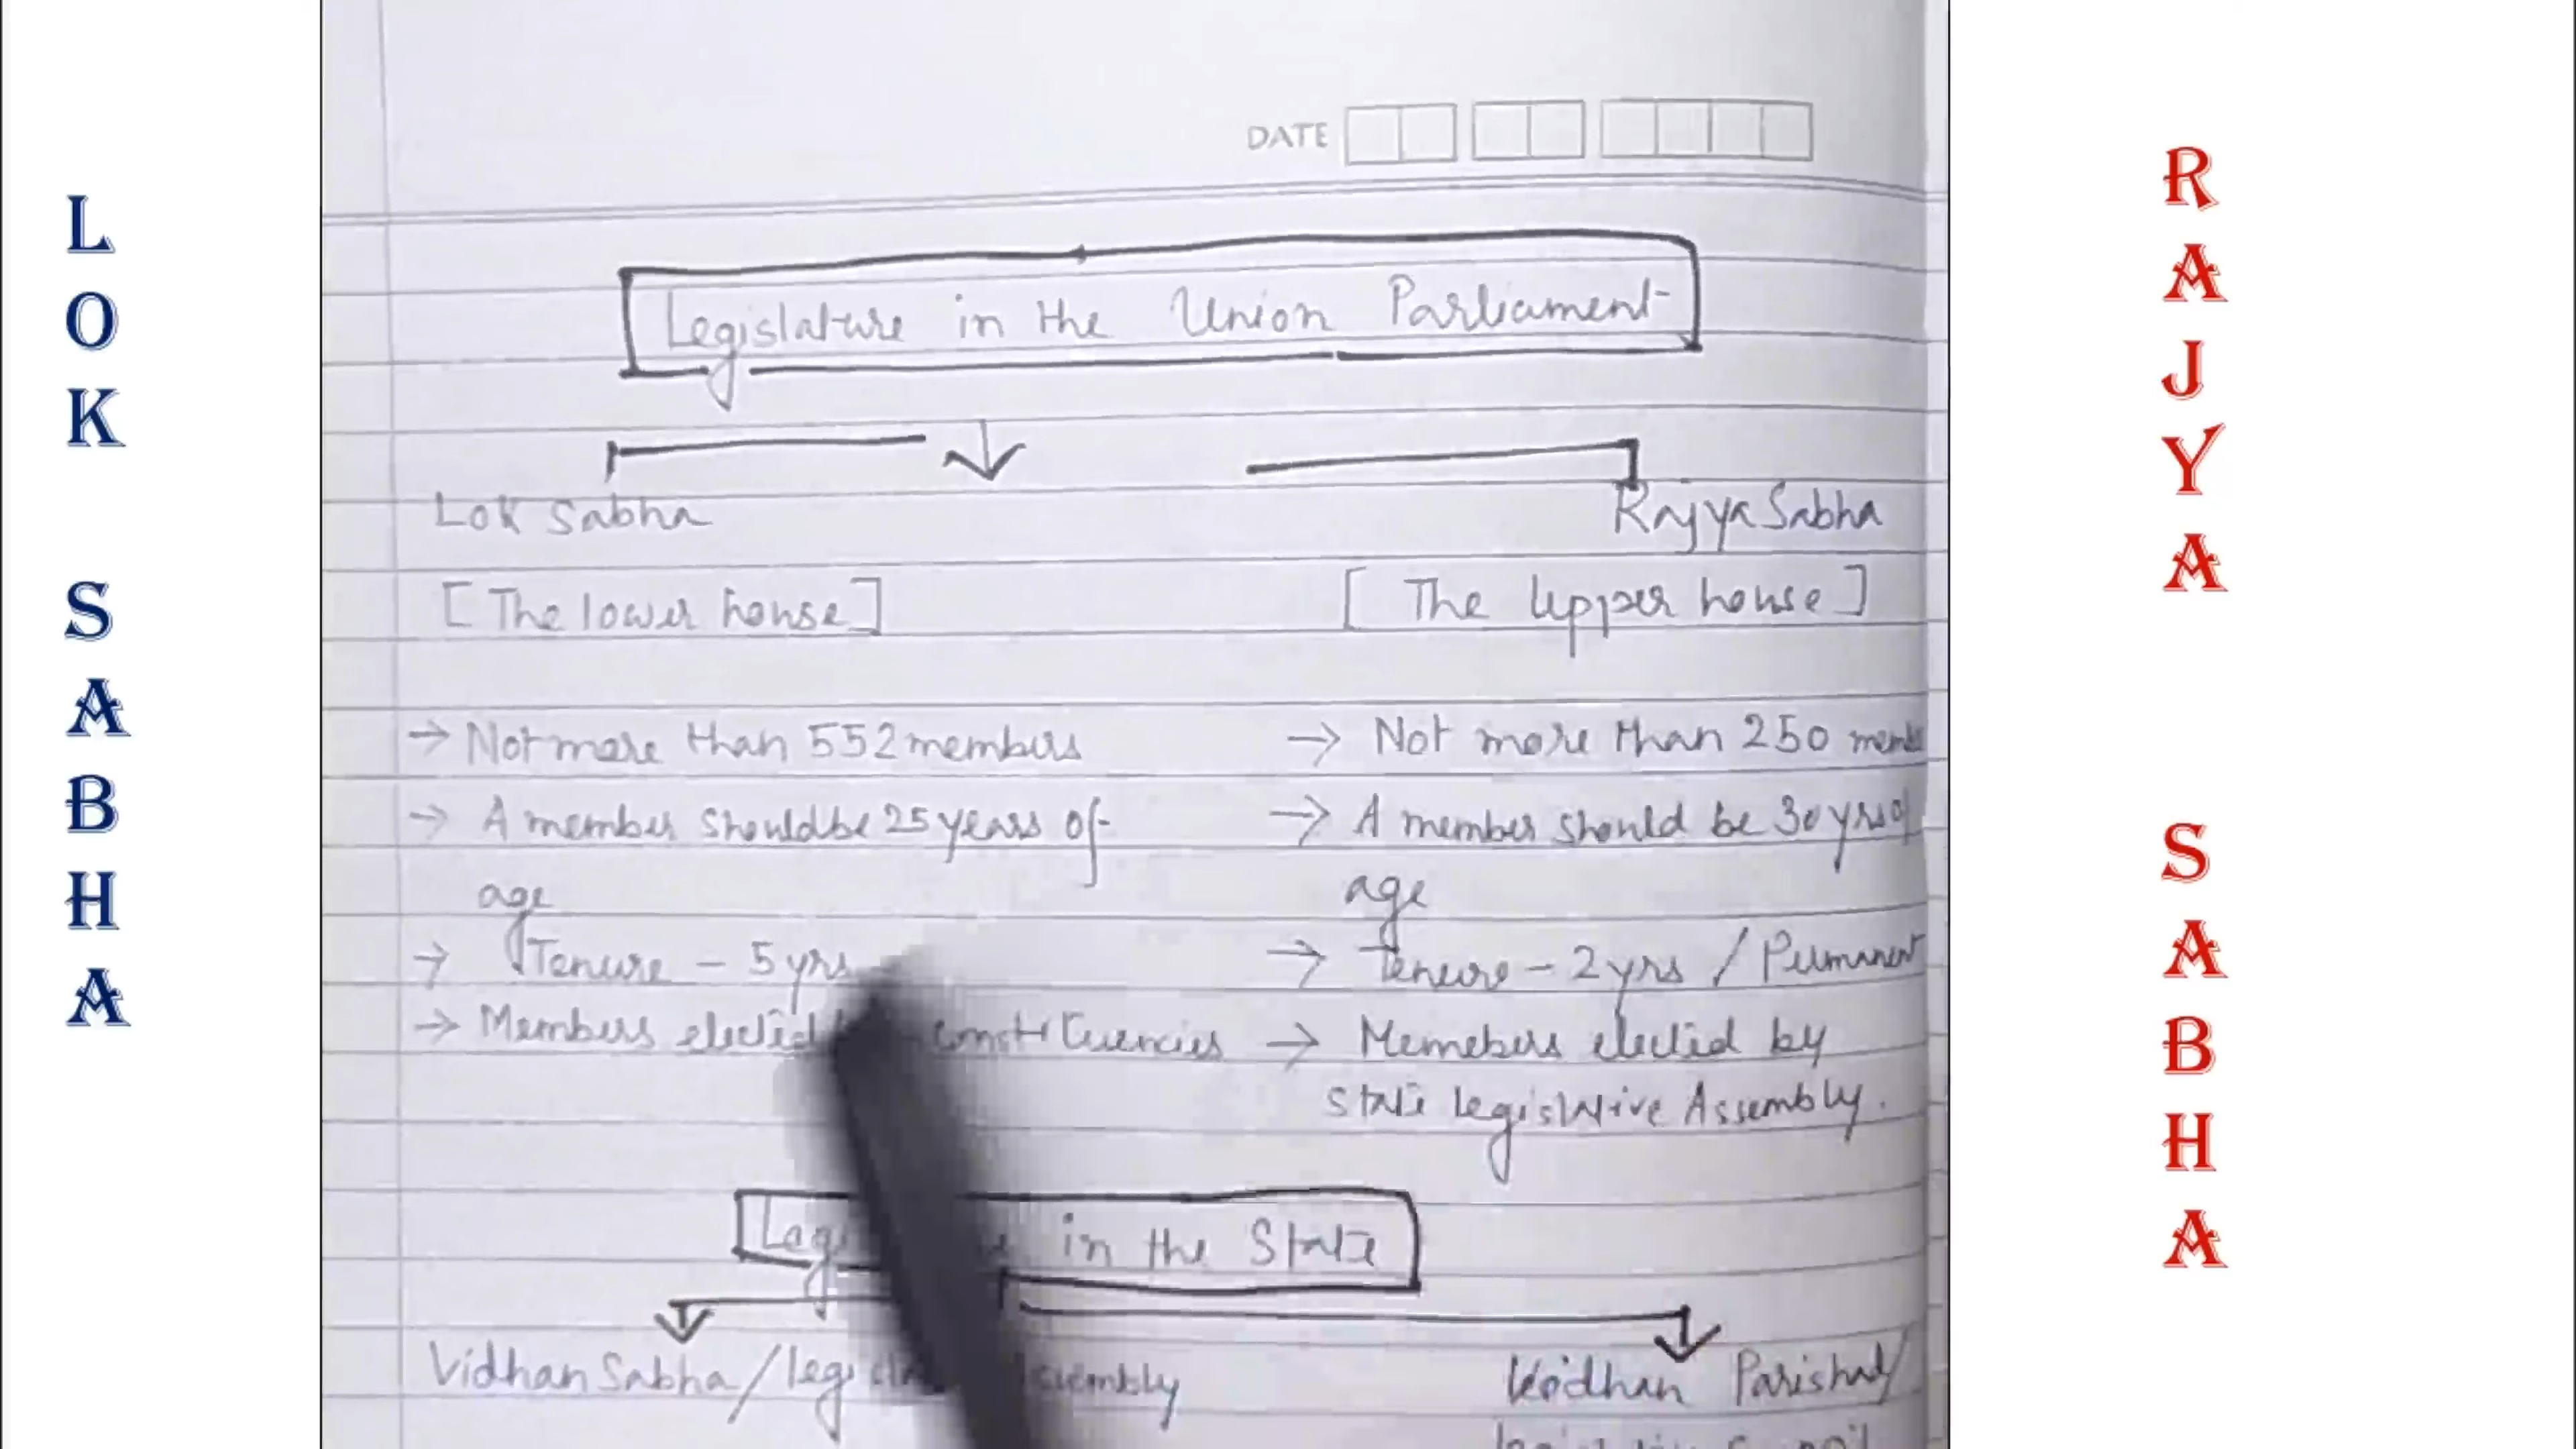 LOK SABHA
RAJYA SABHA
DATE
Legislature in the Union Parliament
Lok Sabha
Rajya Sabha
[The lower house]
[The Upper house]
→ Not more than 552 members
→ Not more than 250
→ A member should be 25 years of
→ A member should be 30 yrs of
age
age
→ Tenure - 5 yrs
→ Tenure - 2 yrs / Permanent
→ Members elected constituencies
→ Memebers elected by
State Legislative Assembly.
in the State
Vidhan Sabha /
Vidhan Parishad/